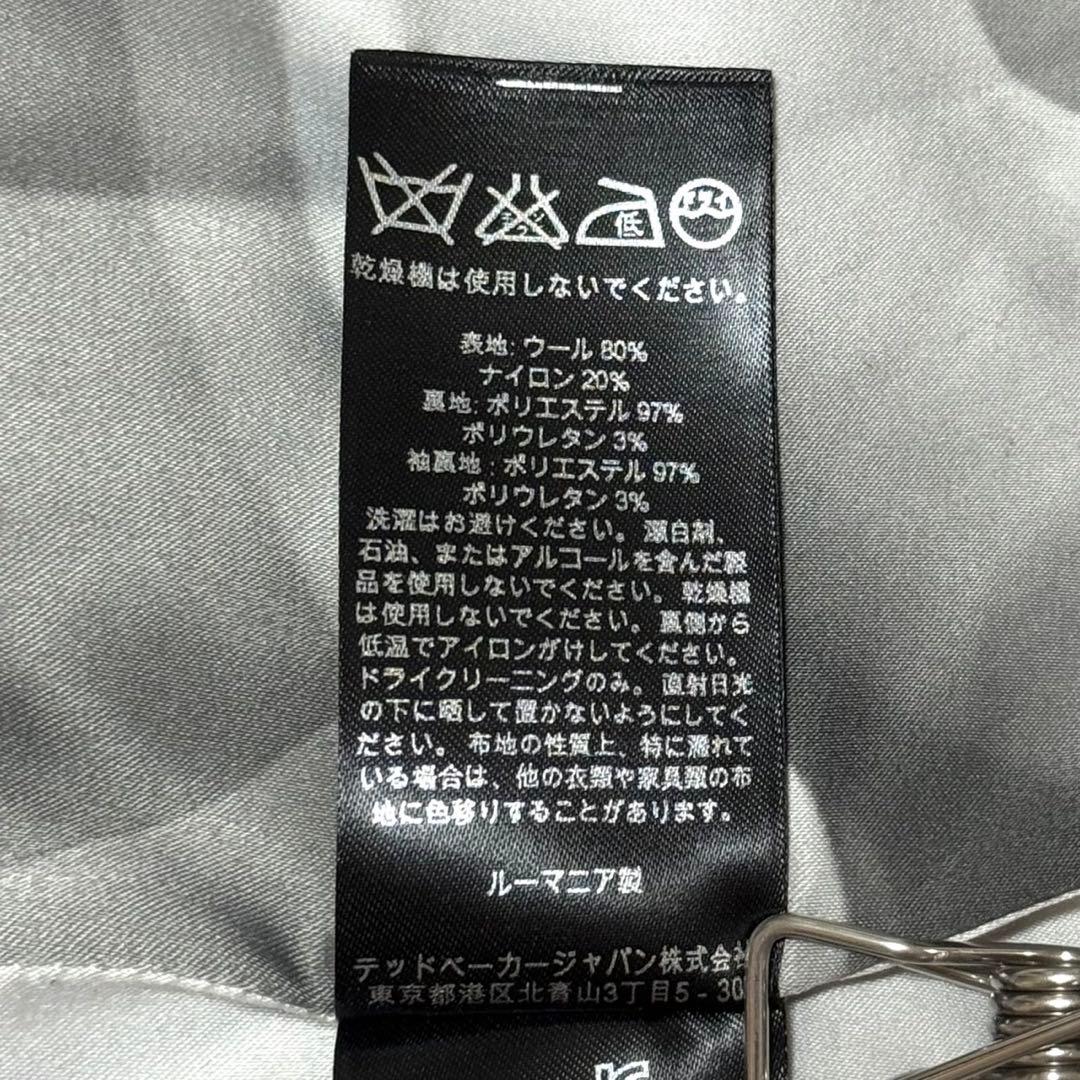 エンソ
サラシ
低
ドライ
乾燥機は使用しないでください。
表地: ウール 80%
ナイロン 20%
裏地: ポリエステル 97%
ポリウレタン 3%
袖裏地 : ポリエステル 97%
ポリウレタン 3%
洗濯はお避けください。 漂白剤、
石油、またはアルコールを含んだ製
品を使用しないでください。 乾燥機
は使用しないでください。 裏側から
低温でアイロンがけしてください。
ドライクリーニングのみ。 直射日光
の下に晒して置かないようにしてく
ださい。 布地の性質上、特に濡れて
いる場合は、他の衣類や家具類の布
地に色移りすることがあります。
ルーマニア製
テッドベーカージャパン株式会社
東京都港区北青山3丁目5 - 30